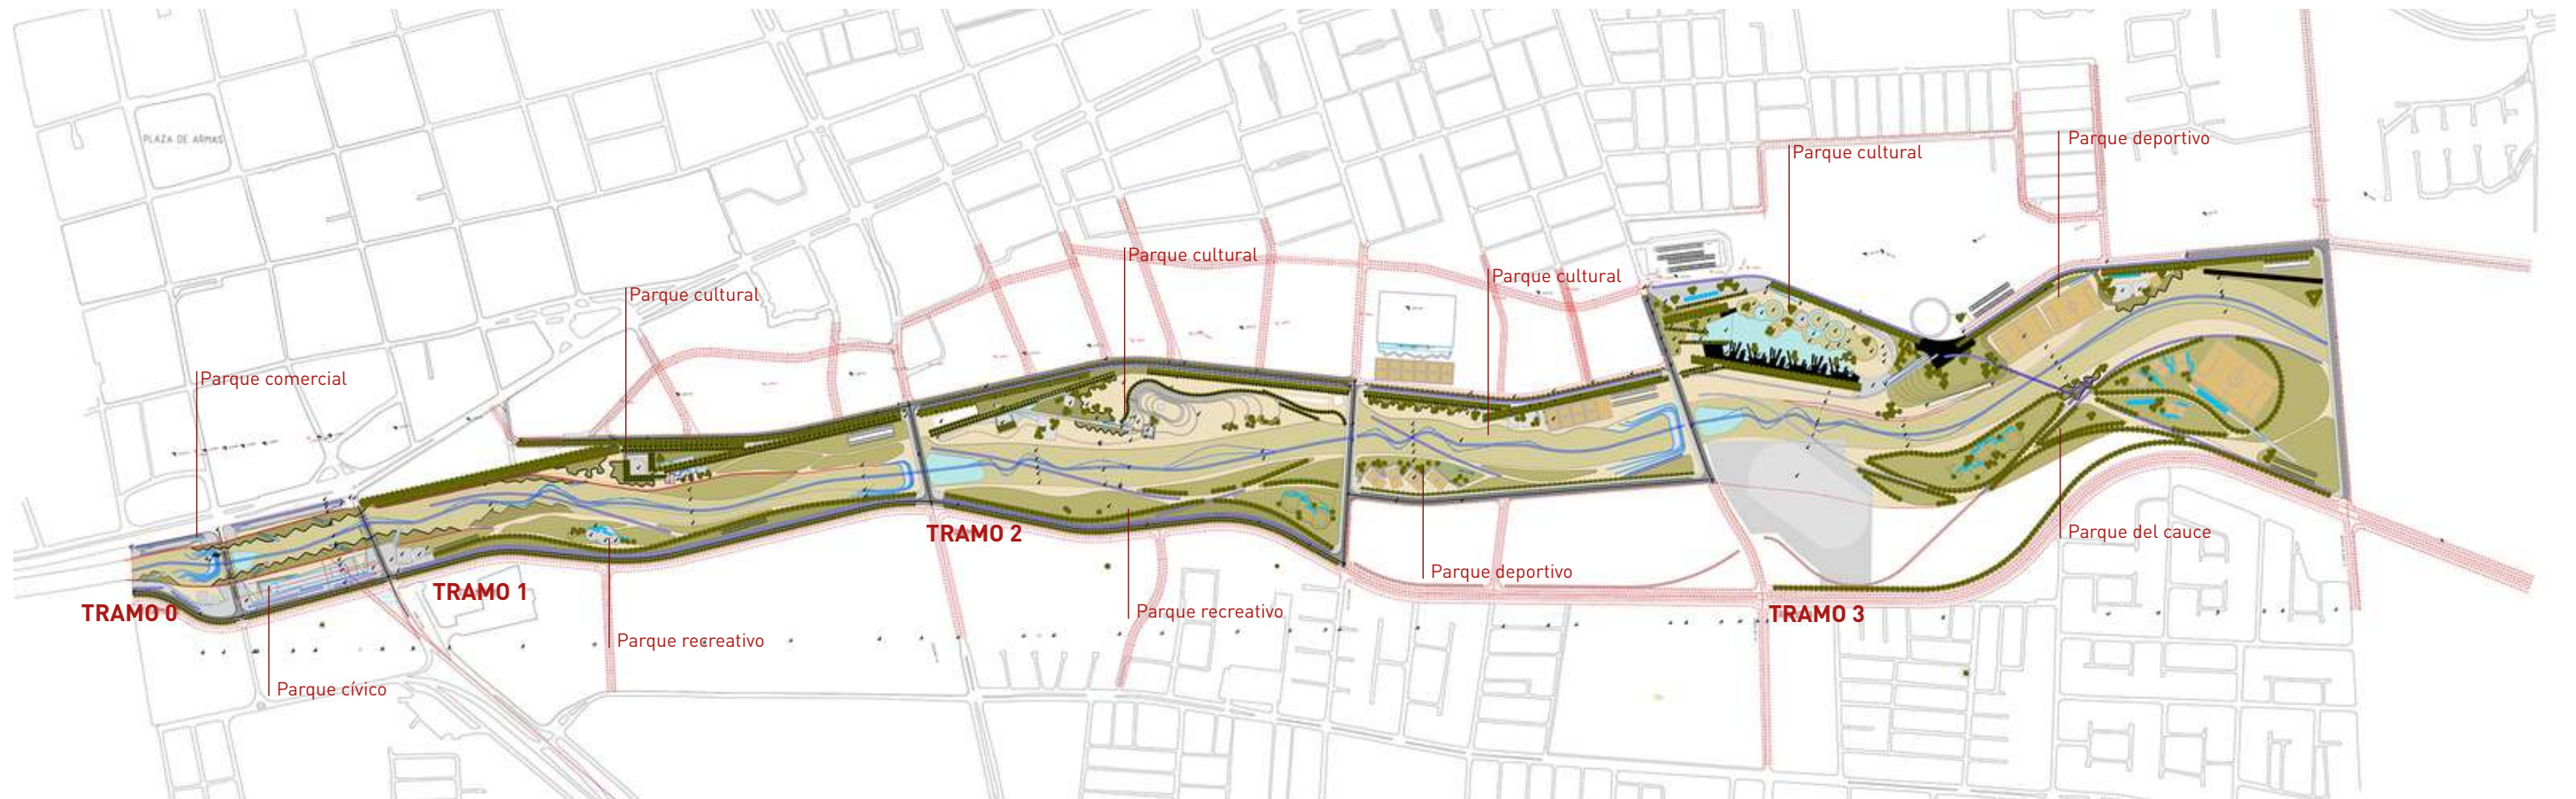 PLAZA DE ARMAS
Parque deportivo
Parque cultural
Parque cultural
Parque cultural
Parque cultural
Parque comercial
TRAMO 2
Parque del cauce
Parque deportivo
TRAMO 1
TRAMO 0
Parque recreativo
TRAMO 3
Parque recreativo
Parque cívico